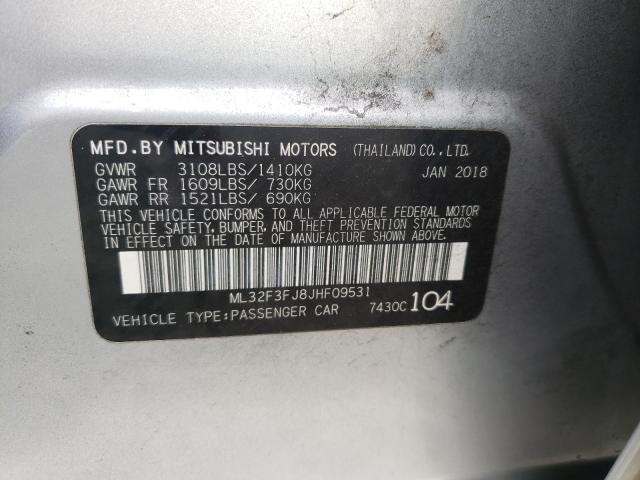 MFD.BY MITSUBISHI MOTORS (THAILAND)CO.,LTD.
GVWR 3108LBS/1410KG JAN 2018
GAWR FR 1609LBS/ 730KG
GAWR RR 1521LBS/ 690KG
THIS VEHICLE CONFORMS TO ALL APPLICABLE FEDERAL MOTOR
VEHICLE SAFETY, BUMPER, AND THEFT PREVENTION STANDARDS
IN EFFECT ON THE DATE OF MANUFACTURE SHOWN ABOVE.
ML32F3FJ8JHF09531
VEHICLE TYPE:PASSENGER CAR 7430C 104